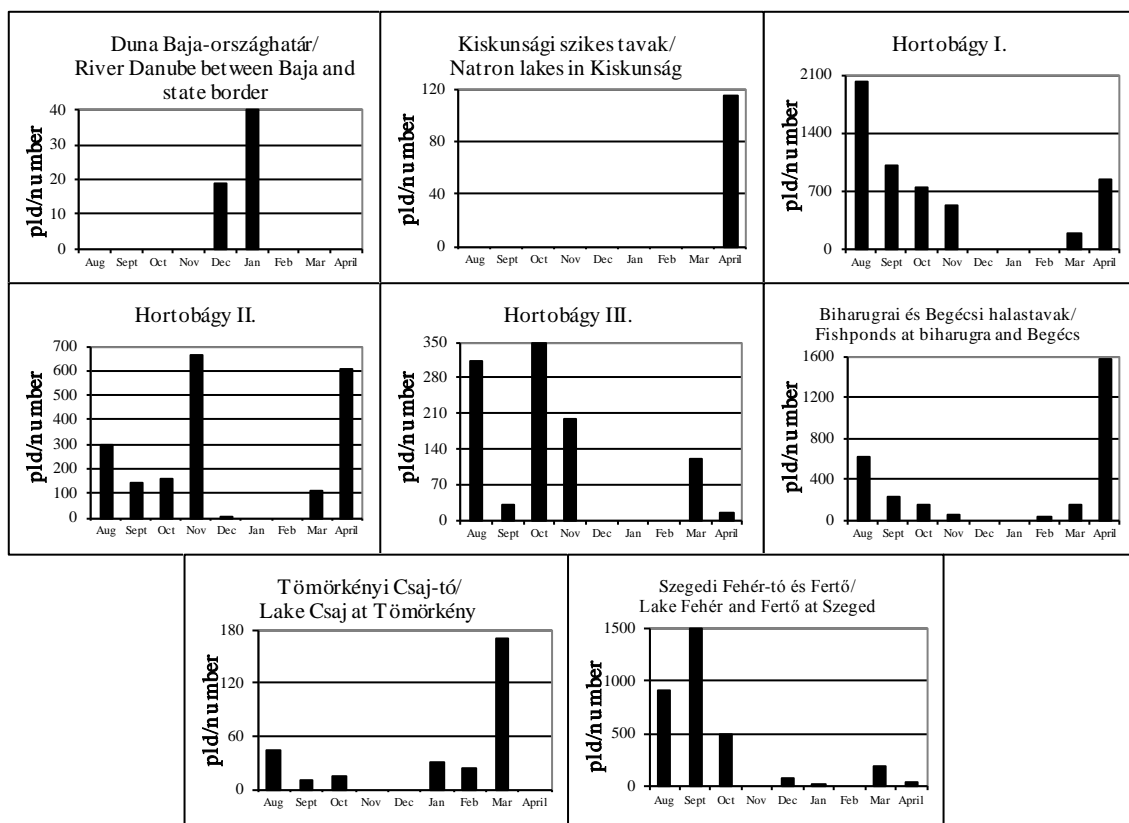 Duna Baja-országhatár/
River Danube between Baja and
state border
pld/number
40
30
20
10
0
Aug Sept Oct Nov Dec Jan Feb Mar April
Kiskunsági szikes tavak/
Natron lakes in Kiskunság
pld/number
120
80
40
0
Aug Sept Oct Nov Dec Jan Feb Mar April
Hortobágy I.
pld/number
2100
1400
700
0
Aug Sept Oct Nov Dec Jan Feb Mar April
Hortobágy II.
pld/number
700
600
500
400
300
200
100
0
Aug Sept Oct Nov Dec Jan Feb Mar April
Hortobágy III.
pld/number
350
280
210
140
70
0
Aug Sept Oct Nov Dec Jan Feb Mar April
Biharugrai és Begécsi halastavak/
Fishponds at biharugra and Begécs
pld/number
1600
1200
800
400
0
Aug Sept Oct Nov Dec Jan Feb Mar April
Tömörkényi Csaj-tó/
Lake Csaj at Tömörkény
pld/number
180
120
60
0
Aug Sept Oct Nov Dec Jan Feb Mar April
Szegedi Fehér-tó és Fertő/
Lake Fehér and Fertő at Szeged
pld/number
1500
1000
500
0
Aug Sept Oct Nov Dec Jan Feb Mar April